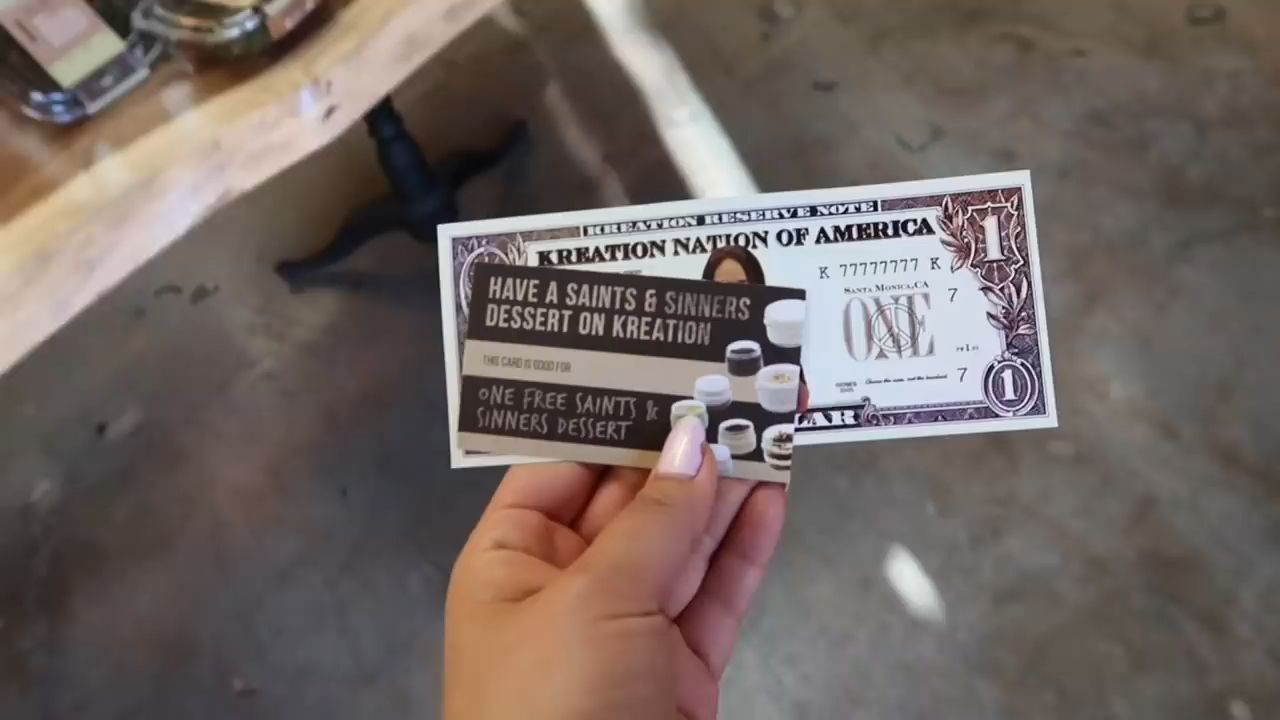 KREATION RESERVE NOTE
KREATION NATION OF AMERICA
1
K 77777777 K
SANTA MONICA, CA
7
ONE
7
1
LAR
HAVE A SAINTS & SINNERS
DESSERT ON KREATION
THIS CARD IS GOOD FOR
ONE FREE SAINTS &
SINNERS DESSERT